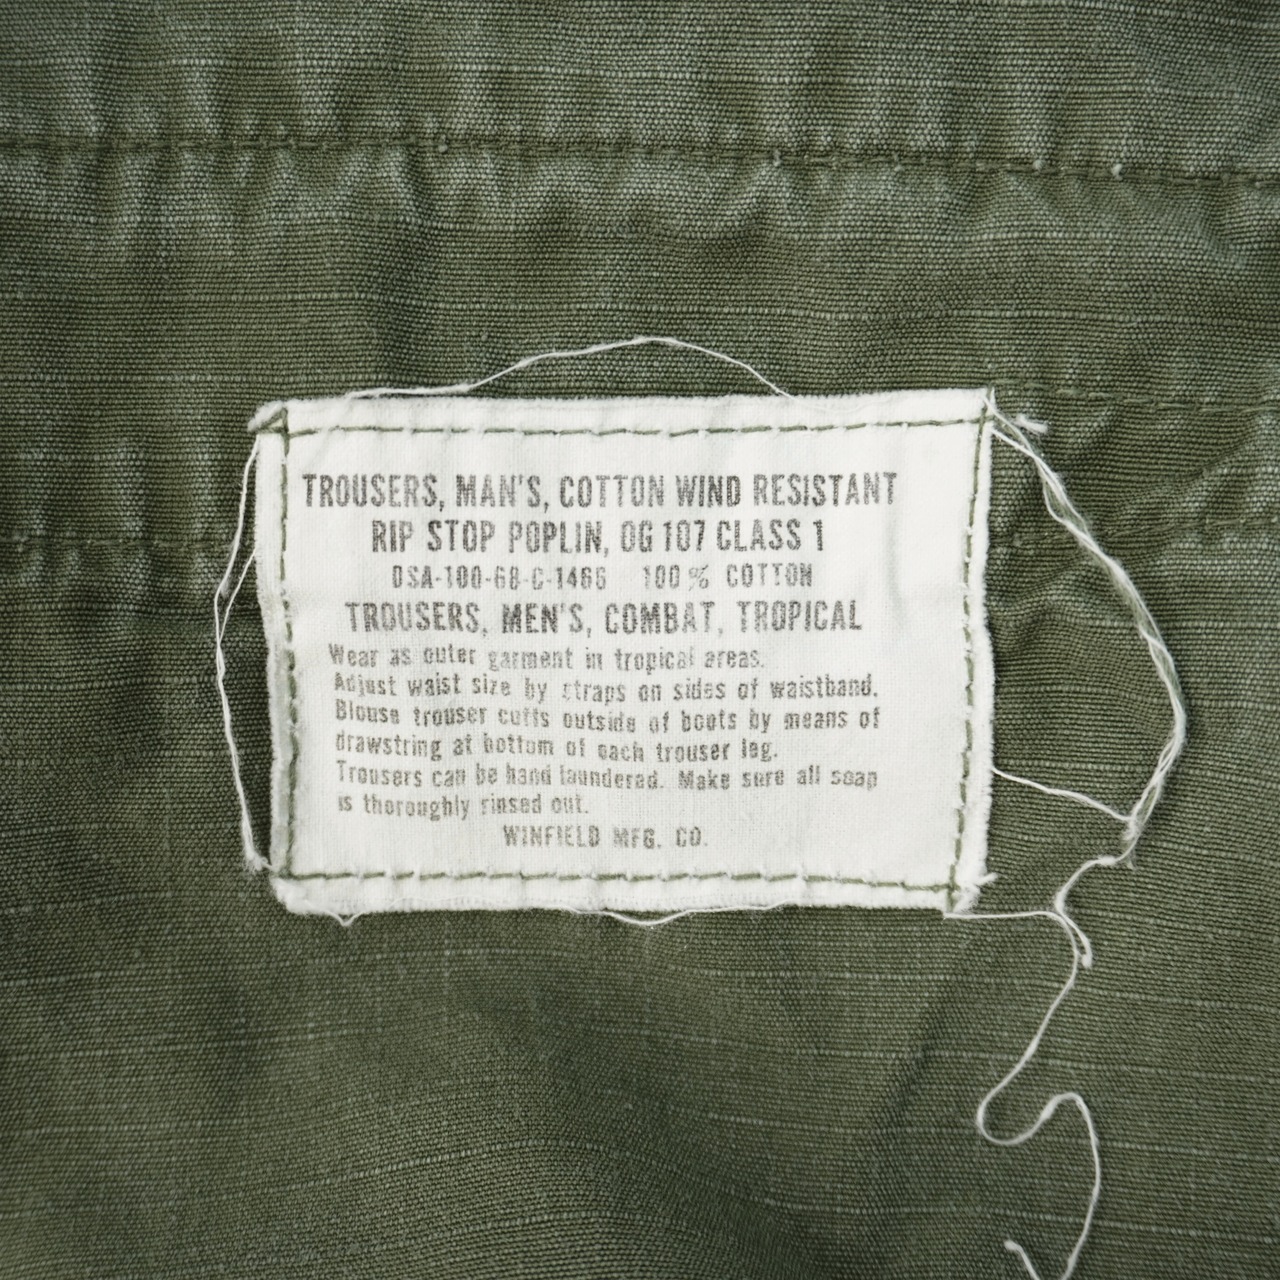 TROUSERS, MAN'S, COTTON WIND RESISTANT
RIP STOP POPLIN, OG 107 CLASS 1
DSA-100-68-C-1466 100 % COTTON
TROUSERS, MEN'S, COMBAT, TROPICAL
Wear as outer garment in tropical areas.
Adjust waist size by straps on sides of waistband.
Blouse trouser cuffs outside of boots by means of
drawstring at bottom of each trouser leg.
Trousers can be hand laundered. Make sure all soap
is thoroughly rinsed out.
WINFIELD MFG. CO.